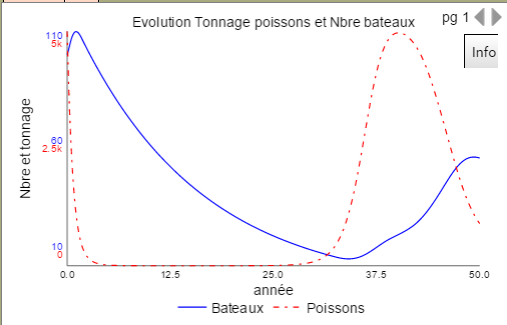 Evolution Tonnage poissons et Nbre bateaux
pg 1
Info
110
5k
60
2.5k
10
0
Nbre et tonnage
0.0 12.5 25.0 37.5 50.0
année
Bateaux Poissons